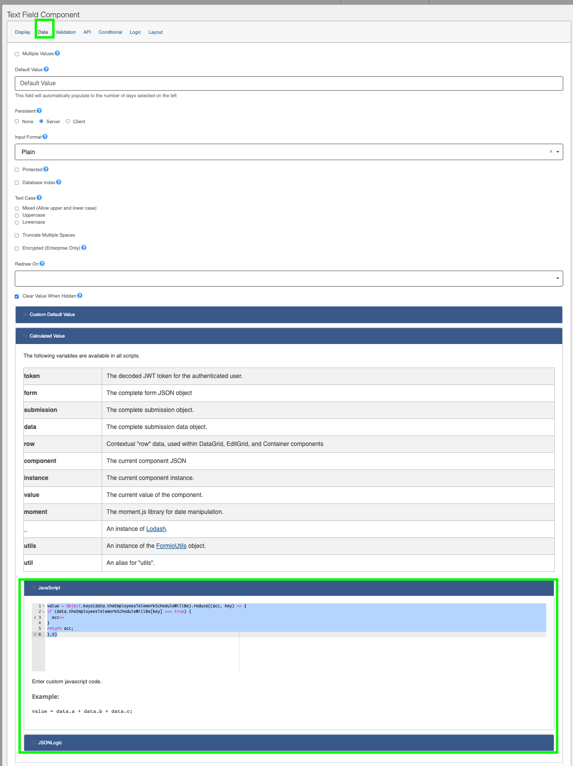 Text Field Component
Display Data Validation API Conditional Logic Layout
Multiple Values
Default Value
Default Value
This field will automatically populate to the number of days selected on the left
Persistent
None Server Client
Input Format
Plain
Protected
Database Index
Text Case
Mixed (Allow upper and lower case)
Uppercase
Lowercase
Truncate Multiple Spaces
Encrypted (Enterprise Only)
Redraw On
Clear Value When Hidden
Custom Default Value
Calculated Value
The following variables are available in all scripts.
token The decoded JWT token for the authenticated user.
form The complete form JSON object
submission The complete submission object.
data The complete submission data object.
row Contextual "row" data, used within DataGrid, EditGrid, and Container components
component The current component JSON
instance The current component instance.
value The current value of the component.
moment The moment.js library for date manipulation.
_ An instance of Lodash.
utils An instance of the FormioUtils object.
util An alias for "utils".
JavaScript
1 value = Object.keys(data.theEmployeesTeleworkScheduleWillBe).reduce((acc, key) => {
2 if (data.theEmployeesTeleworkScheduleWillBe[key] === true) {
3 acc++
4 }
5 return acc;
6 },0)
Enter custom javascript code.
Example:
value = data.a + data.b + data.c;
JSONLogic